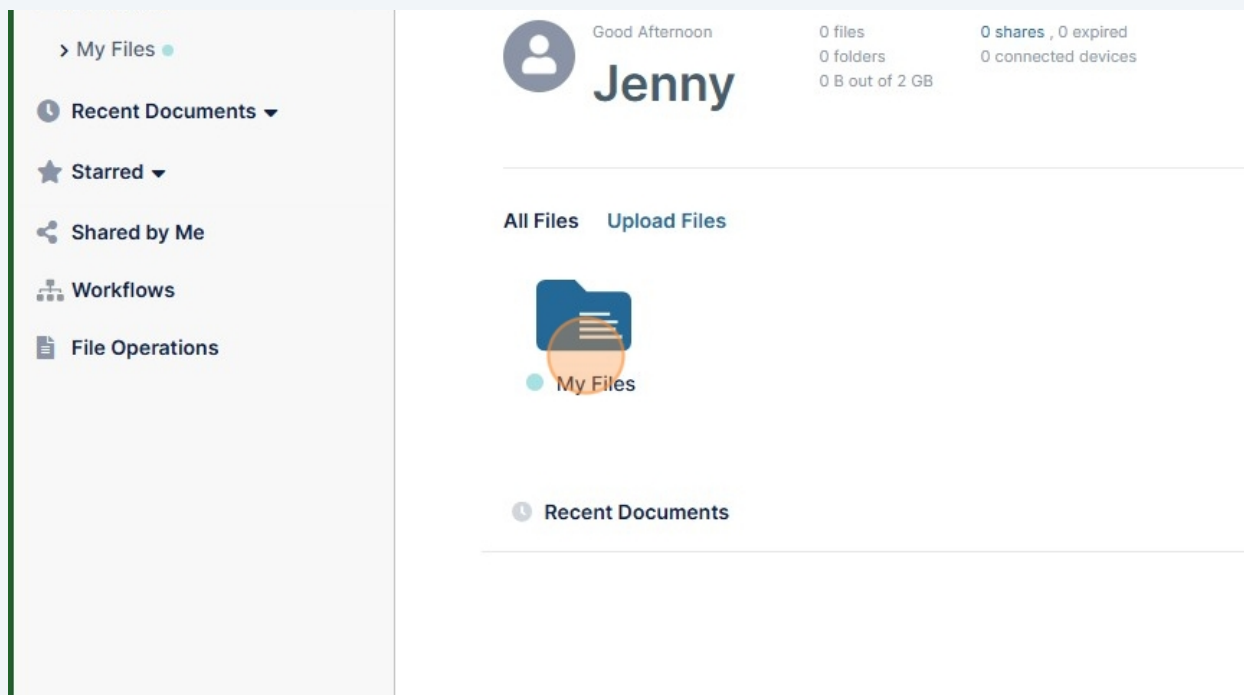 My Files
Recent Documents
Starred
Shared by Me
Workflows
File Operations
Good Afternoon
Jenny
0 files
0 folders
0 B out of 2 GB
0 shares , 0 expired
0 connected devices
All Files Upload Files
My Files
Recent Documents